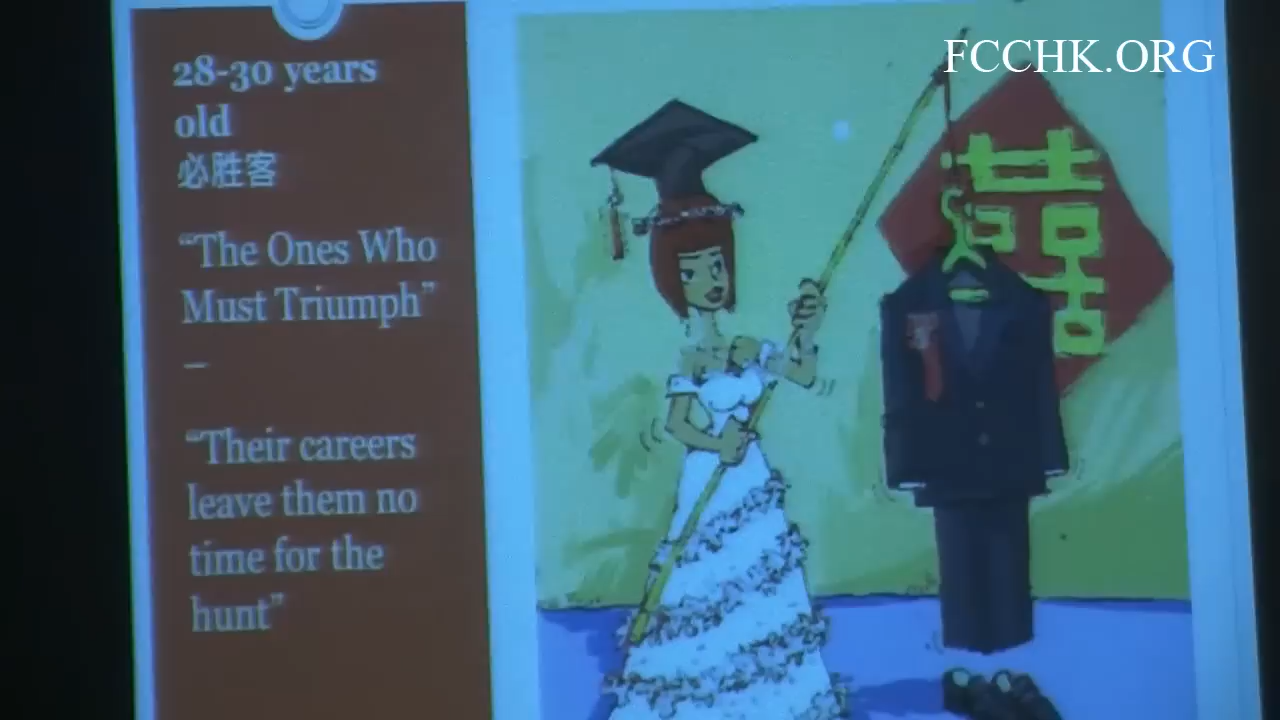 FCCHK.ORG
28-30 years
old
必胜客
“The Ones Who
Must Triumph”
–
“Their careers
leave them no
time for the
hunt”
囍